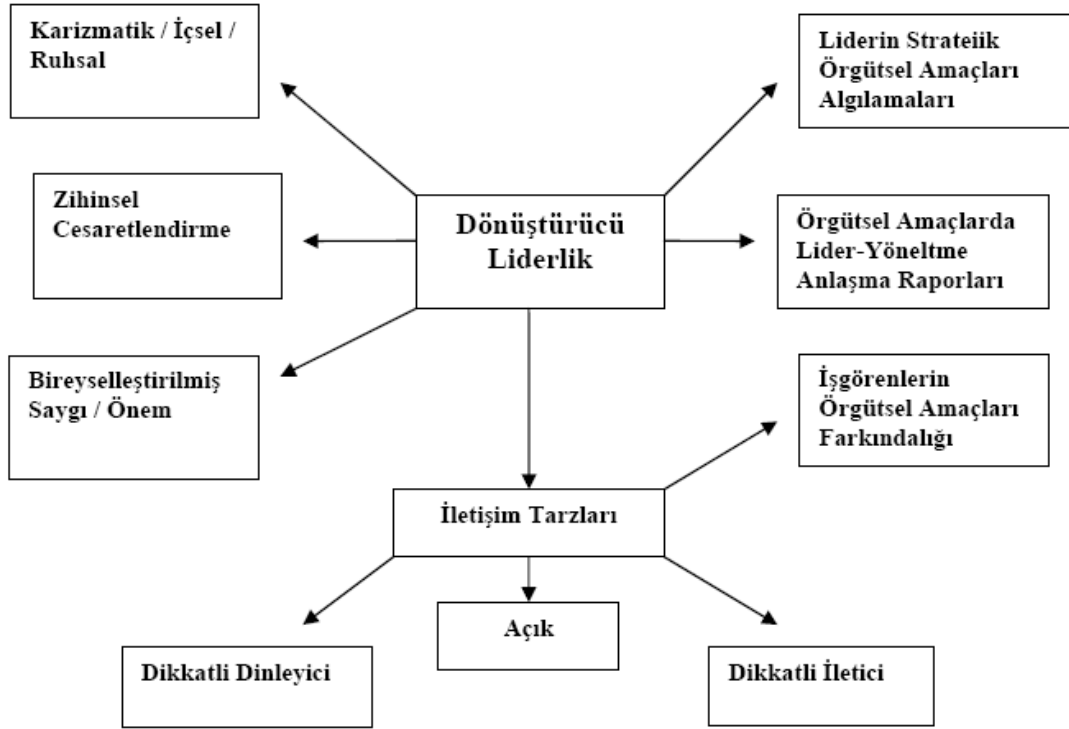 Karizmatik / İçsel /
Ruhsal
Liderin Strateiik
Örgütsel Amaçları
Algılamaları
Zihinsel
Cesaretlendirme
Dönüştürücü
Liderlik
Örgütsel Amaçlarda
Lider-Yöneltme
Anlaşma Raporları
Bireyselleştirilmiş
Saygı / Önem
İşgörenlerin
Örgütsel Amaçları
Farkındalığı
İletişim Tarzları
Açık
Dikkatli Dinleyici
Dikkatli İletici